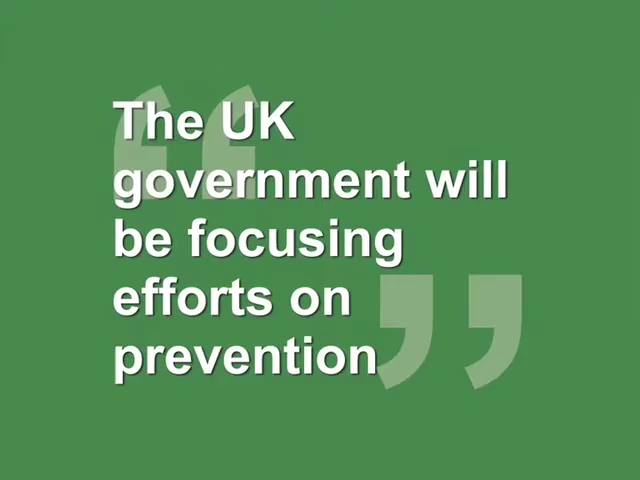 The UK
government will
be focusing
efforts on
prevention